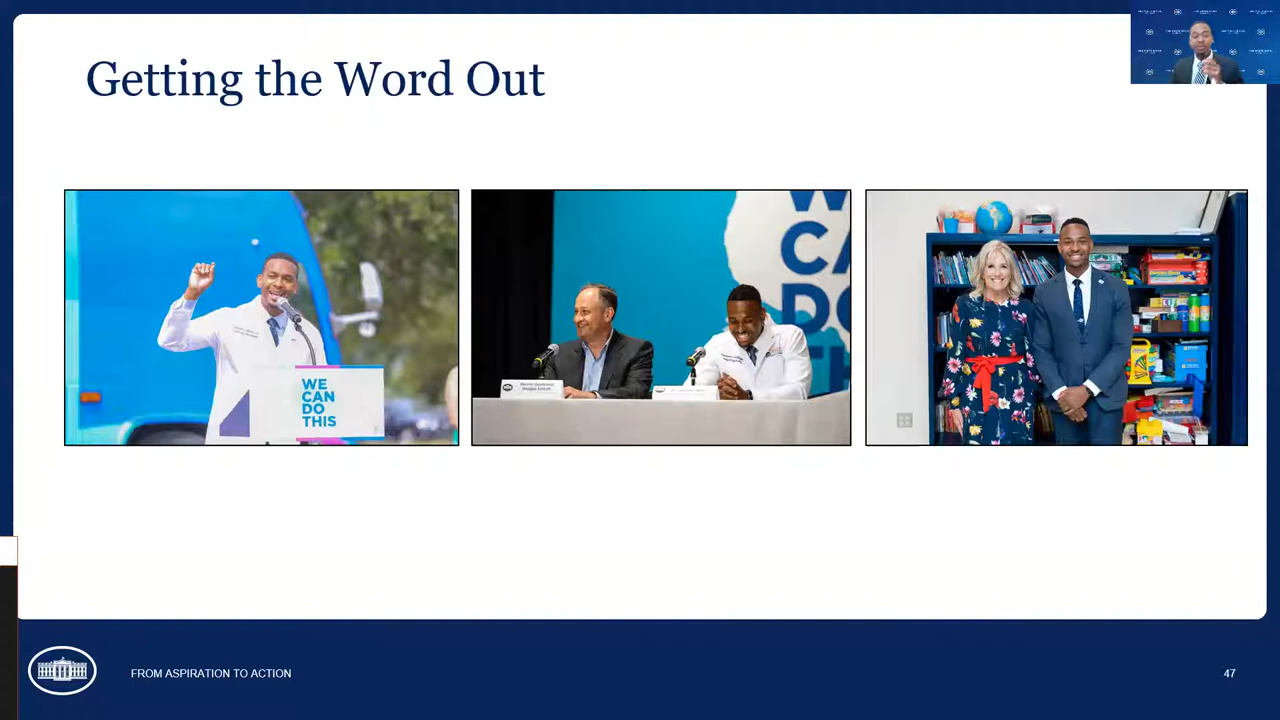 Getting the Word Out
WE
CAN
DO
THIS
W
CA
DO
TH
FROM ASPIRATION TO ACTION
47